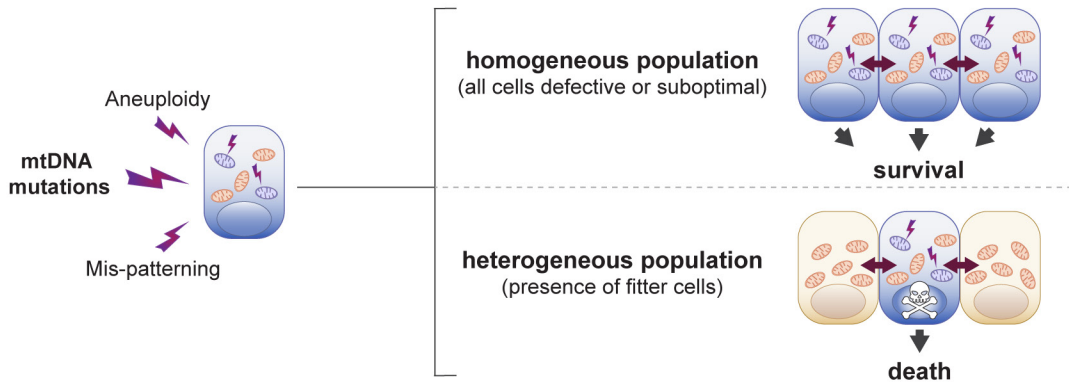 Aneuploidy
mtDNA
mutations
Mis-patterning
homogeneous population
(all cells defective or suboptimal)
survival
heterogeneous population
(presence of fitter cells)
death